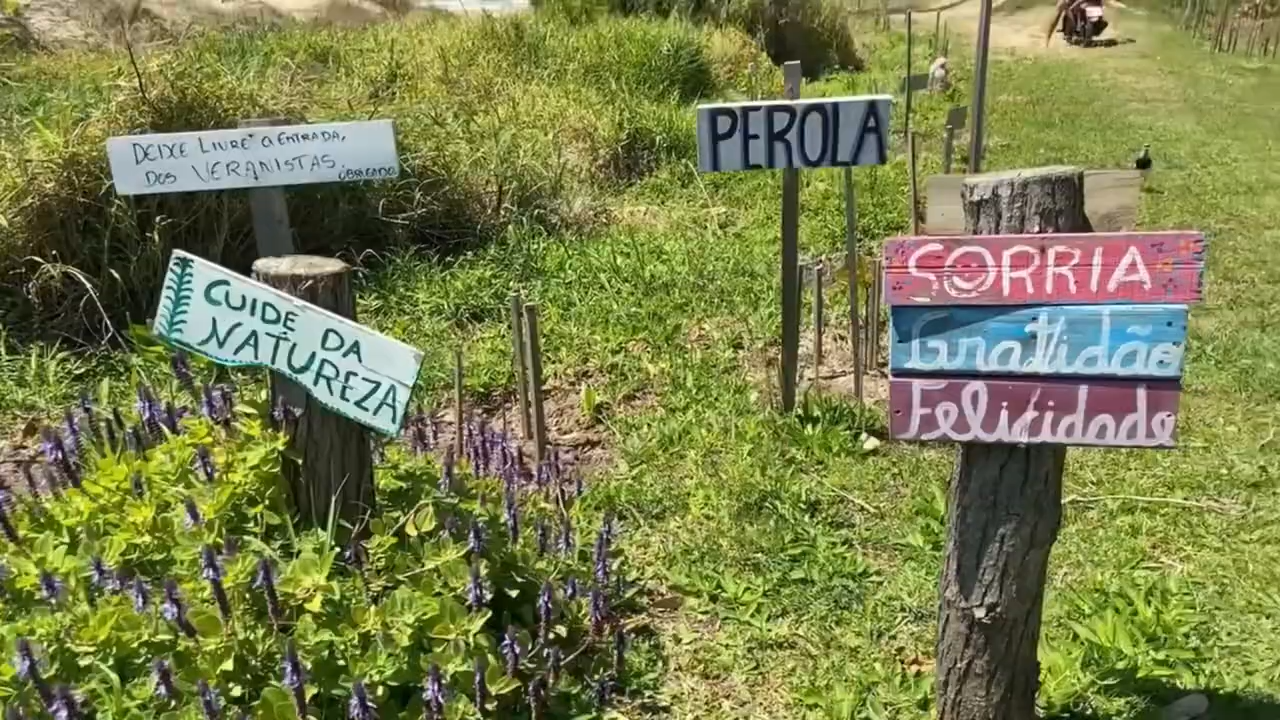 DEIXE LIVRE A ENTRADA,
DOS VERANISTAS.
OBRIGADO
CUIDE DA
NATUREZA
PEROLA
SORRIA
Gratidão
Felicidade